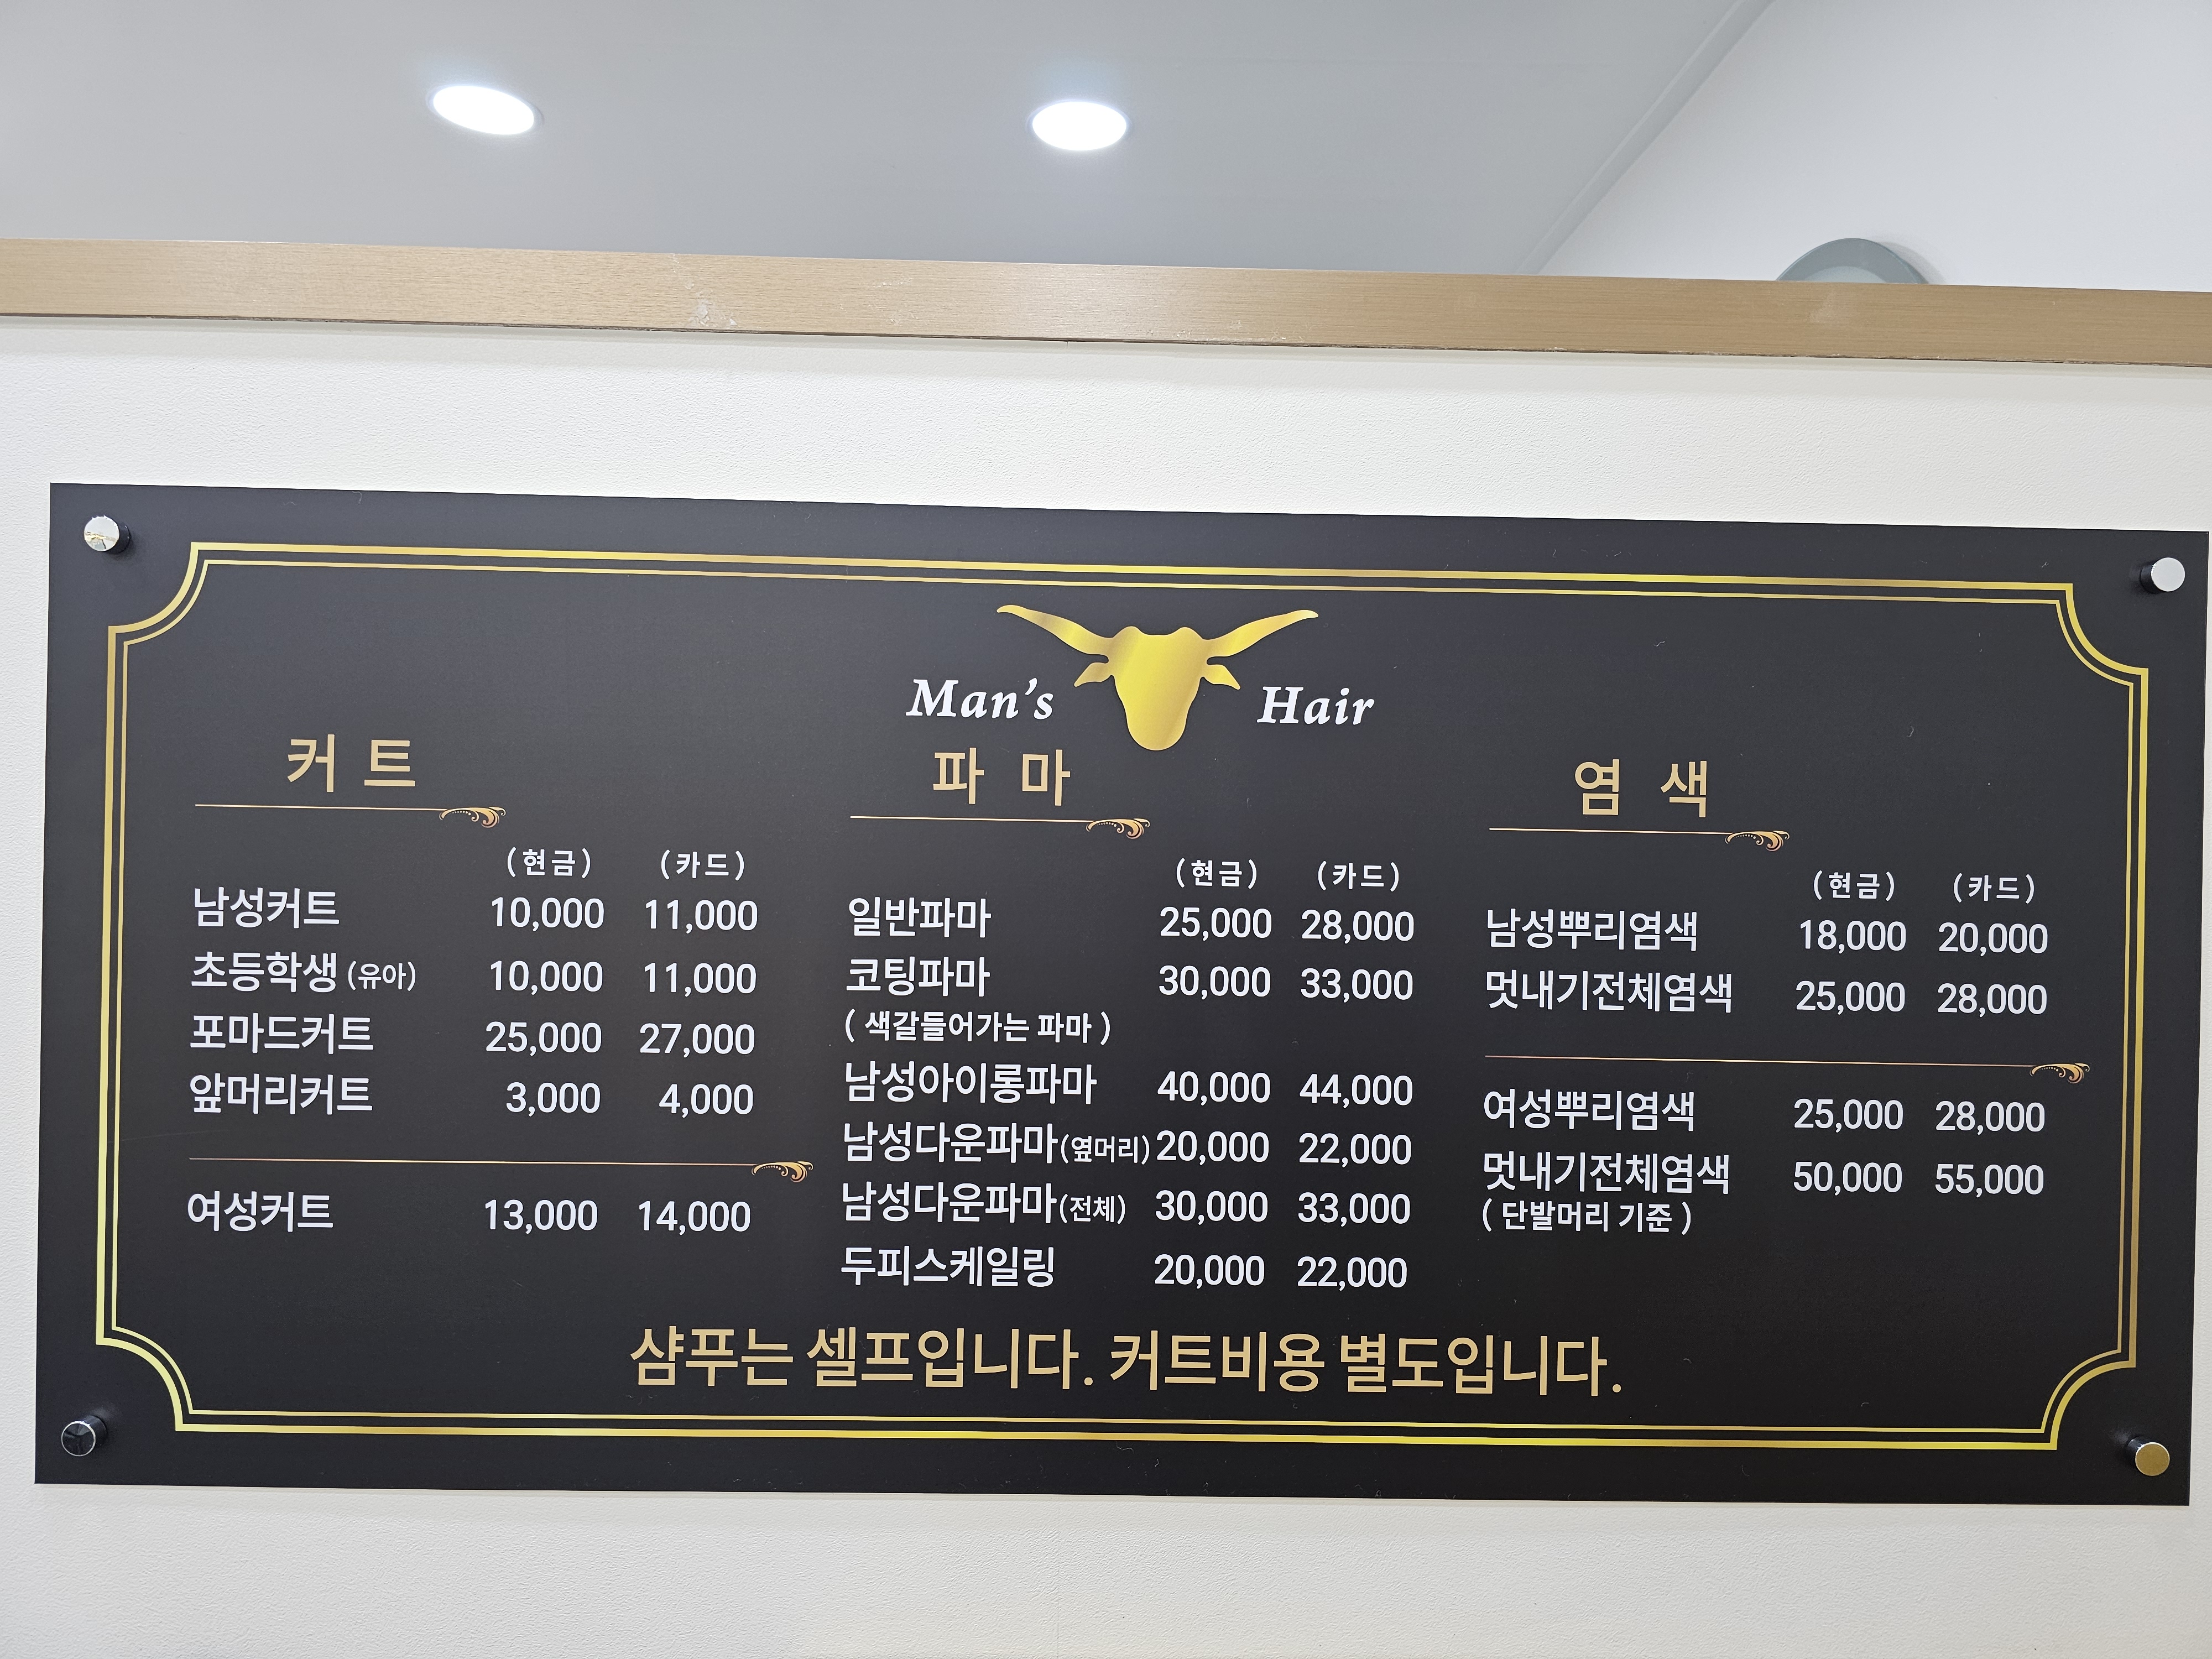 Man's Hair
커트
(현금) (카드)
남성커트 10,000 11,000
초등학생 (유아) 10,000 11,000
포마드커트 25,000 27,000
앞머리커트 3,000 4,000
여성커트 13,000 14,000
파마
(현금) (카드)
일반파마 25,000 28,000
코팅파마 30,000 33,000
( 색갈들어가는 파마 )
남성아이롱파마 40,000 44,000
남성다운파마(옆머리) 20,000 22,000
남성다운파마(전체) 30,000 33,000
두피스케일링 20,000 22,000
염색
(현금) (카드)
남성뿌리염색 18,000 20,000
멋내기전체염색 25,000 28,000
여성뿌리염색 25,000 28,000
멋내기전체염색 50,000 55,000
( 단발머리 기준 )
샴푸는 셀프입니다. 커트비용 별도입니다.